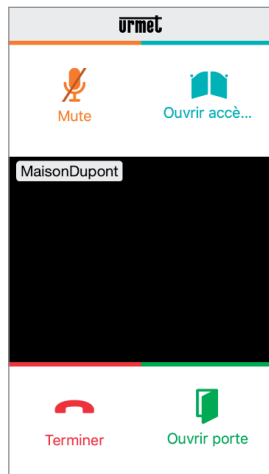 urmet
Mute
Ouvrir accè...
MaisonDupont
Terminer
Ouvrir porte